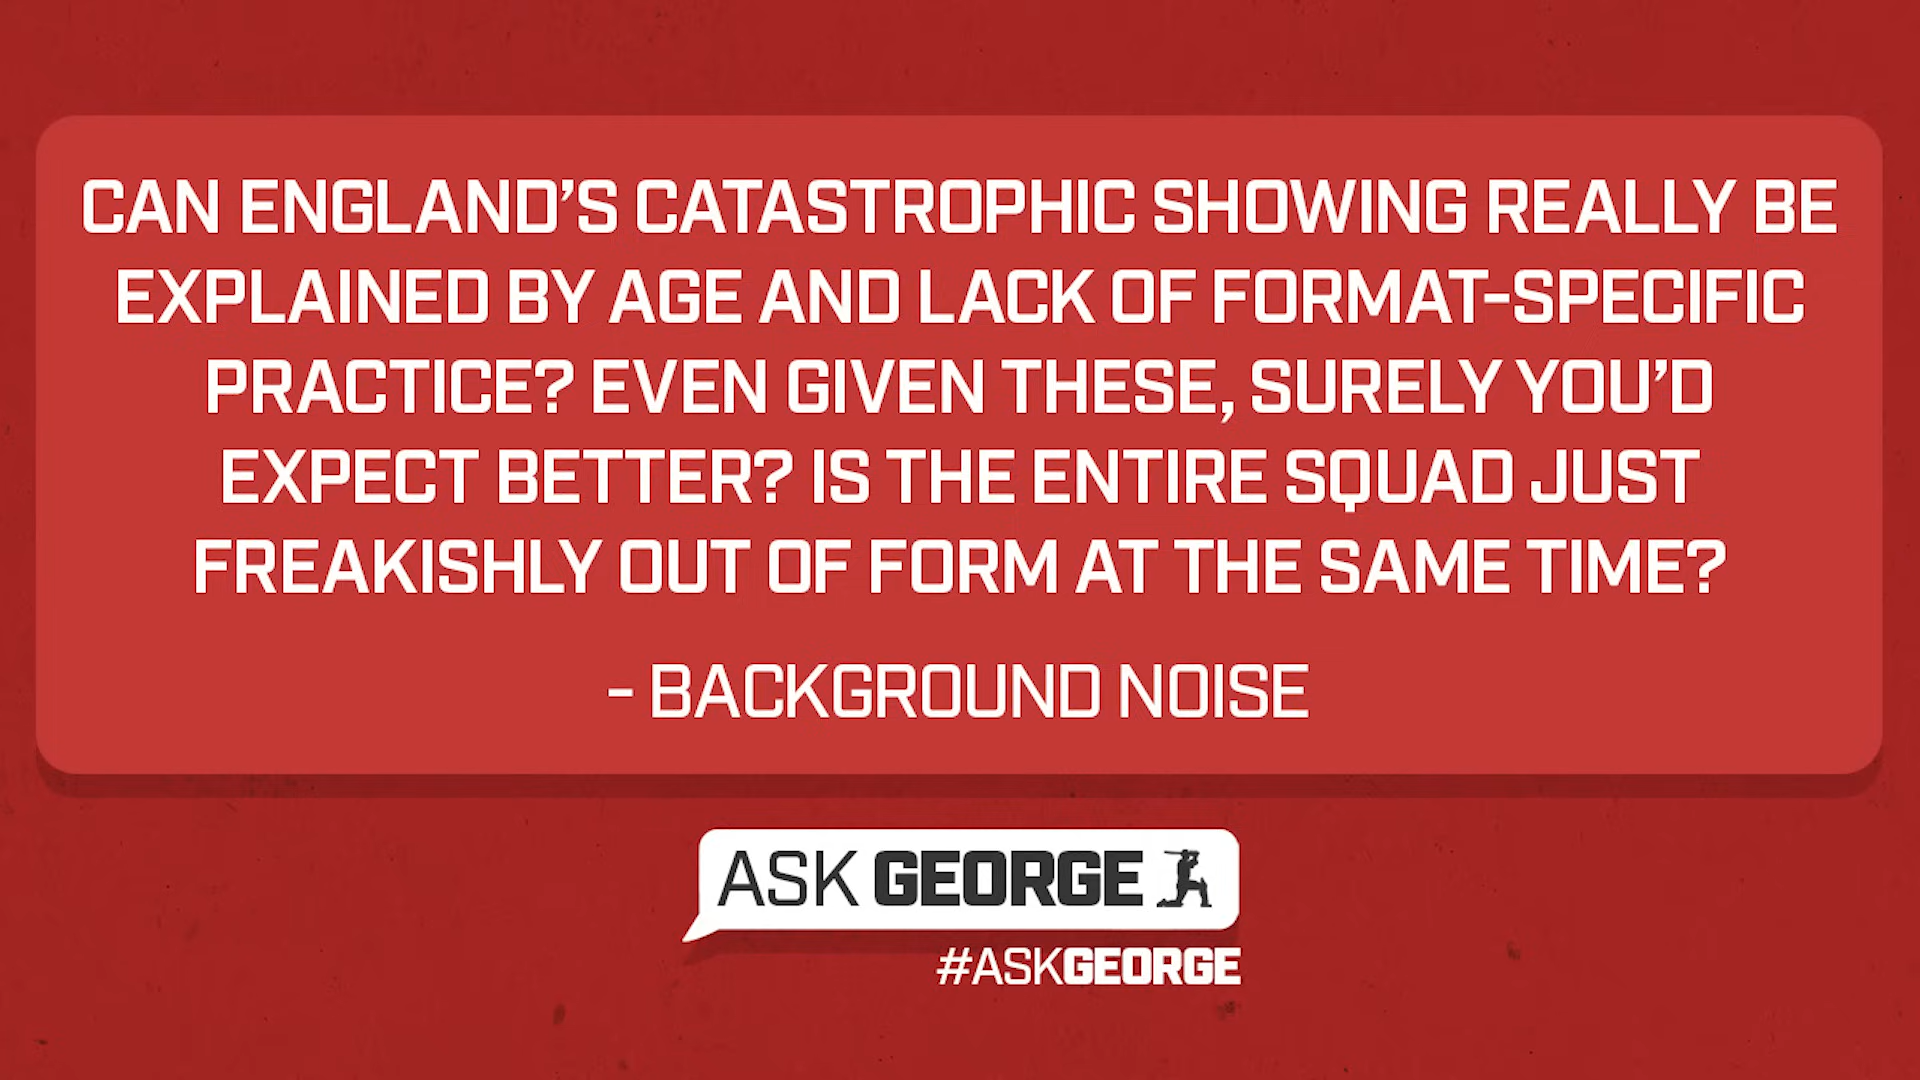 CAN ENGLAND’S CATASTROPHIC SHOWING REALLY BE
EXPLAINED BY AGE AND LACK OF FORMAT-SPECIFIC
PRACTICE? EVEN GIVEN THESE, SURELY YOU’D
EXPECT BETTER? IS THE ENTIRE SQUAD JUST
FREAKISHLY OUT OF FORM AT THE SAME TIME?
- BACKGROUND NOISE
ASK GEORGE
#ASKGEORGE